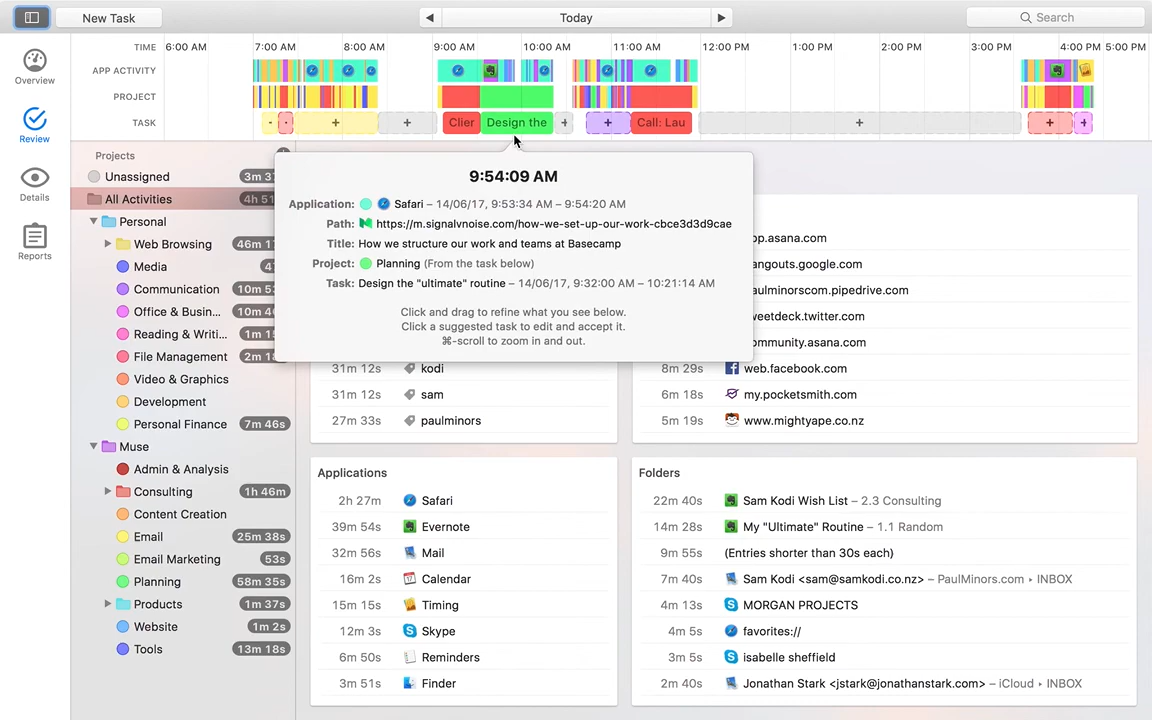 New Task
Today
Search
TIME 6:00 AM 7:00 AM 8:00 AM 9:00 AM 10:00 AM 11:00 AM 12:00 PM 1:00 PM 2:00 PM 3:00 PM 4:00 PM 5:00 PM
APP ACTIVITY
PROJECT
TASK
+ + Clier Design the + + Call: Lau + + +
Overview
Review
Details
Reports
Projects
Unassigned
All Activities
Personal
Web Browsing
Media
Communication
Office & Busin...
Reading & Writi...
File Management
Video & Graphics
Development
Personal Finance 7m 46s
Muse
Admin & Analysis
Consulting 1h 46m
Content Creation
Email 25m 38s
Email Marketing 53s
Planning 58m 35s
Products 1m 37s
Website 1m 2s
Tools 13m 18s
9:54:09 AM
Application: Safari – 14/06/17, 9:53:34 AM – 9:54:20 AM
Path: https://m.signalvnoise.com/how-we-set-up-our-work-cbce3d3d9cae
Title: How we structure our work and teams at Basecamp
Project: Planning (From the task below)
Task: Design the "ultimate" routine – 14/06/17, 9:32:00 AM – 10:21:14 AM
Click and drag to refine what you see below.
Click a suggested task to edit and accept it.
⌘-scroll to zoom in and out.
31m 12s kodi
31m 12s sam
27m 33s paulminors
op.asana.com
angouts.google.com
aulminorscom.pipedrive.com
weetdeck.twitter.com
ommunity.asana.com
8m 29s web.facebook.com
6m 18s my.pocketsmith.com
5m 19s www.mightyape.co.nz
Applications
2h 27m Safari
39m 54s Evernote
32m 56s Mail
16m 2s Calendar
15m 15s Timing
12m 3s Skype
6m 50s Reminders
3m 51s Finder
Folders
22m 40s Sam Kodi Wish List – 2.3 Consulting
14m 28s My "Ultimate" Routine – 1.1 Random
9m 55s (Entries shorter than 30s each)
7m 40s Sam Kodi <sam@samkodi.co.nz> – PaulMinors.com ▸ INBOX
4m 13s MORGAN PROJECTS
4m 5s favorites://
3m 5s isabelle sheffield
2m 40s Jonathan Stark <jstark@jonathanstark.com> – iCloud ▸ INBOX